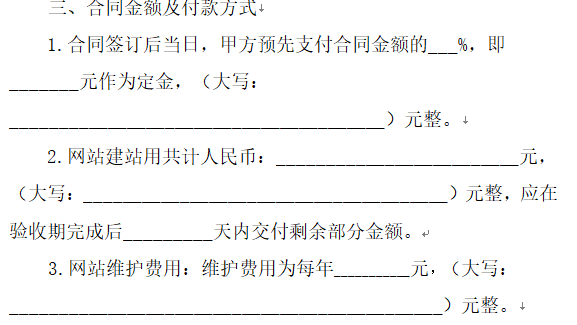 三、合同金额及付款方式
1.合同签订后当日，甲方预先支付合同金额的___%，即
_______元作为定金，（大写：
______________________________________）元整。
2.网站建站用共计人民币：________________________元，
（大写：____________________________________）元整，应在
验收期完成后_________天内交付剩余部分金额。
3.网站维护费用：维护费用为每年________元，（大写：
___________________________________________）元整。